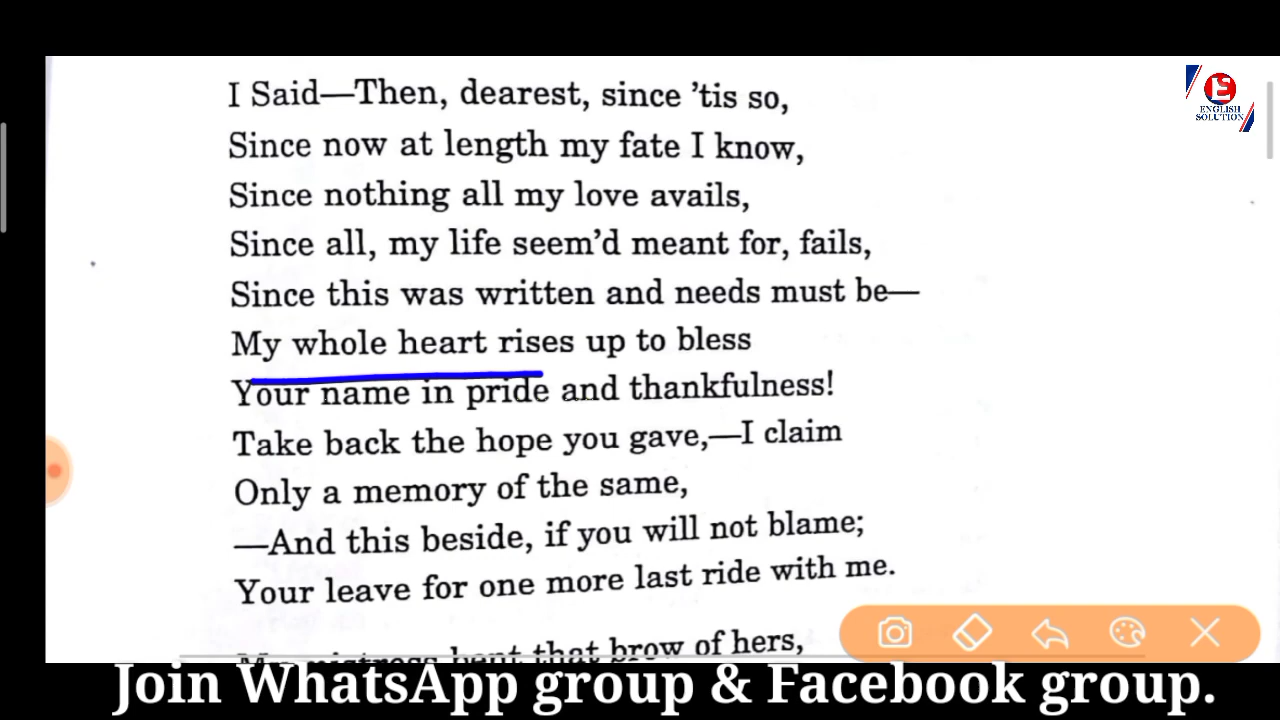 I Said—Then, dearest, since ’tis so,
Since now at length my fate I know,
Since nothing all my love avails,
Since all, my life seem’d meant for, fails,
Since this was written and needs must be—
My whole heart rises up to bless
Your name in pride and thankfulness!
Take back the hope you gave,—I claim
Only a memory of the same,
—And this beside, if you will not blame;
Your leave for one more last ride with me.
My mistress bent that brow of hers,
Join WhatsApp group & Facebook group.
ENGLISH
SOLUTION